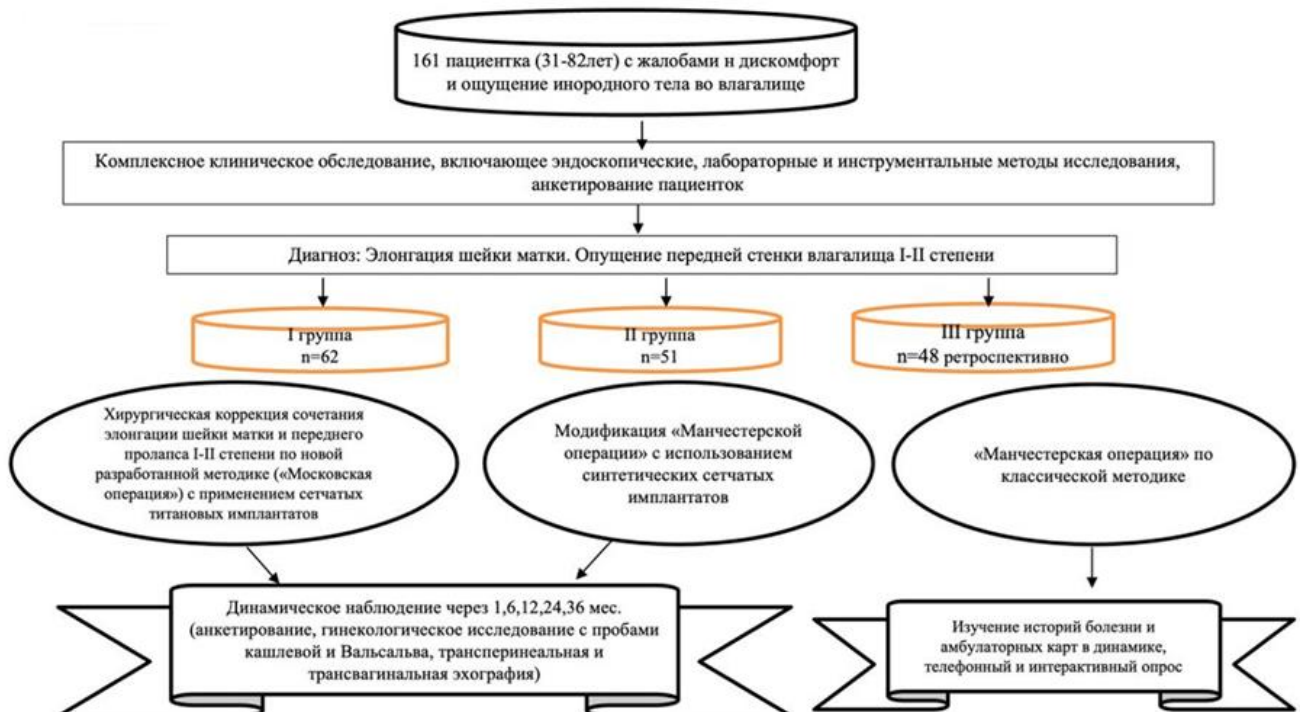 161 пациентка (31-82лет) с жалобами н дискомфорт
и ощущение инородного тела во влагалище
Комплексное клиническое обследование, включающее эндоскопические, лабораторные и инструментальные методы исследования,
анкетирование пациенток
Диагноз: Элонгация шейки матки. Опущение передней стенки влагалища I-II степени
I группа
n=62
II группа
n=51
III группа
n=48 ретроспективно
Хирургическая коррекция сочетания
элонгации шейки матки и переднего
пролапса I-II степени по новой
разработанной методике («Московская
операция») с применением сетчатых
титановых имплантатов
Модификация «Манчестерской
операции» с использованием
синтетических сетчатых
имплантатов
«Манчестерская операция» по
классической методике
Динамическое наблюдение через 1,6,12,24,36 мес.
(анкетирование, гинекологическое исследование с пробами
кашлевой и Вальсальва, трансперинеальная и
трансвагинальная эхография)
Изучение историй болезни и
амбулаторных карт в динамике,
телефонный и интерактивный опрос